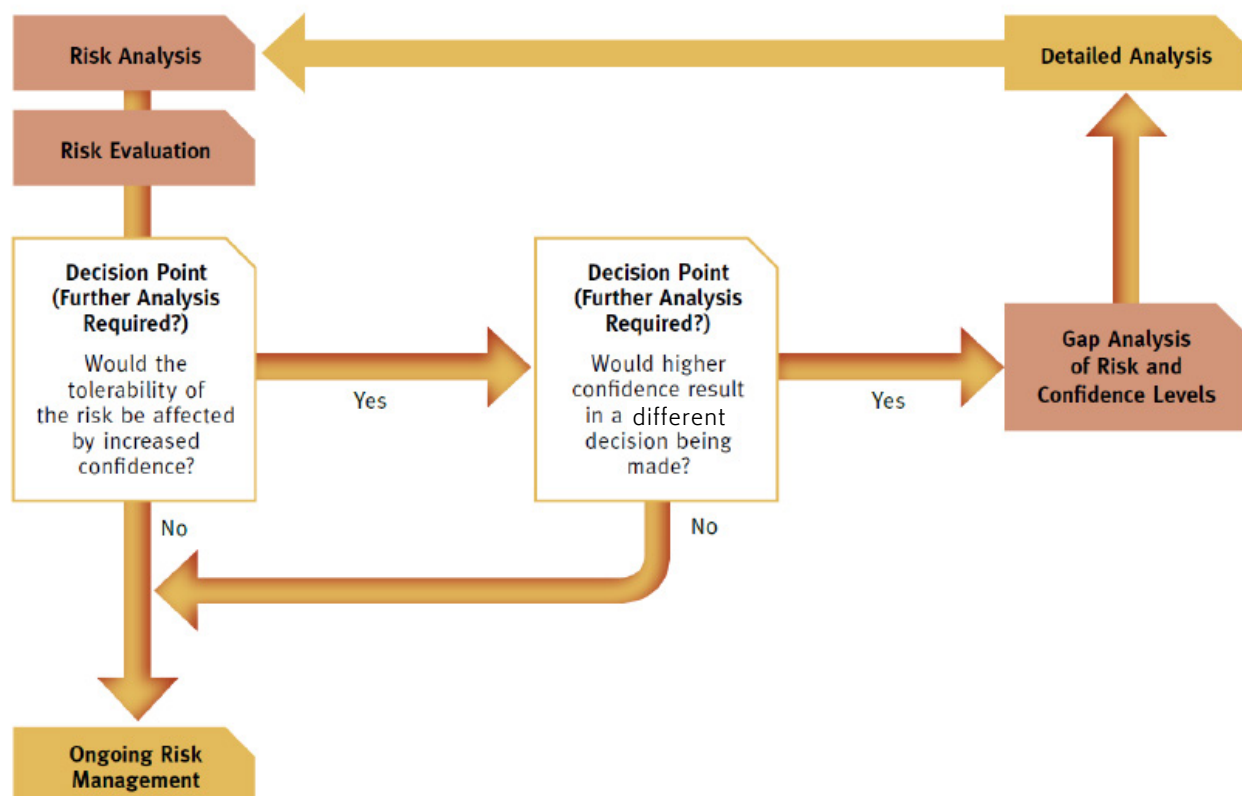 Risk Analysis
Detailed Analysis
Risk Evaluation
Decision Point
(Further Analysis
Required?)
Would the
tolerability of
the risk be affected
by increased
confidence?
Yes
No
Decision Point
(Further Analysis
Required?)
Would higher
confidence result
in a different
decision being
made?
Yes
No
Gap Analysis
of Risk and
Confidence Levels
Ongoing Risk
Management